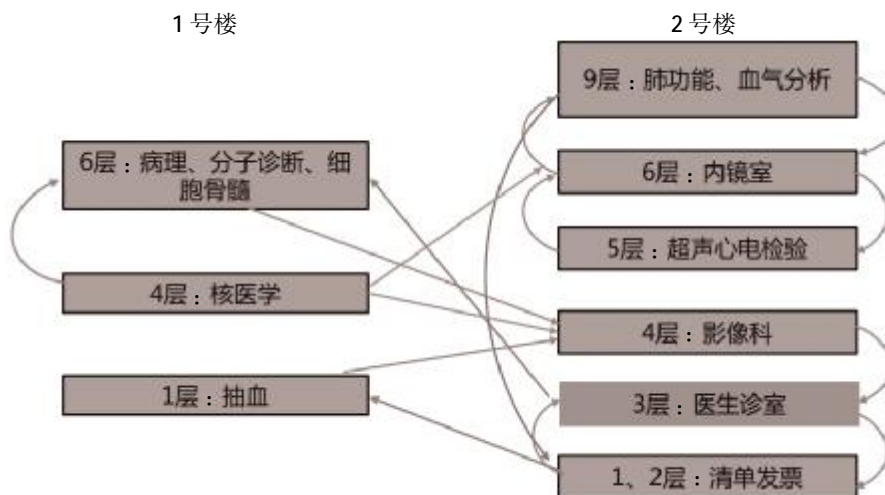 1 号楼
2 号楼
9层：肺功能、血气分析
6层：病理、分子诊断、细
胞骨髓
6层：内镜室
5层：超声心电检验
4层：核医学
4层：影像科
1层：抽血
3层：医生诊室
1、2层：清单发票